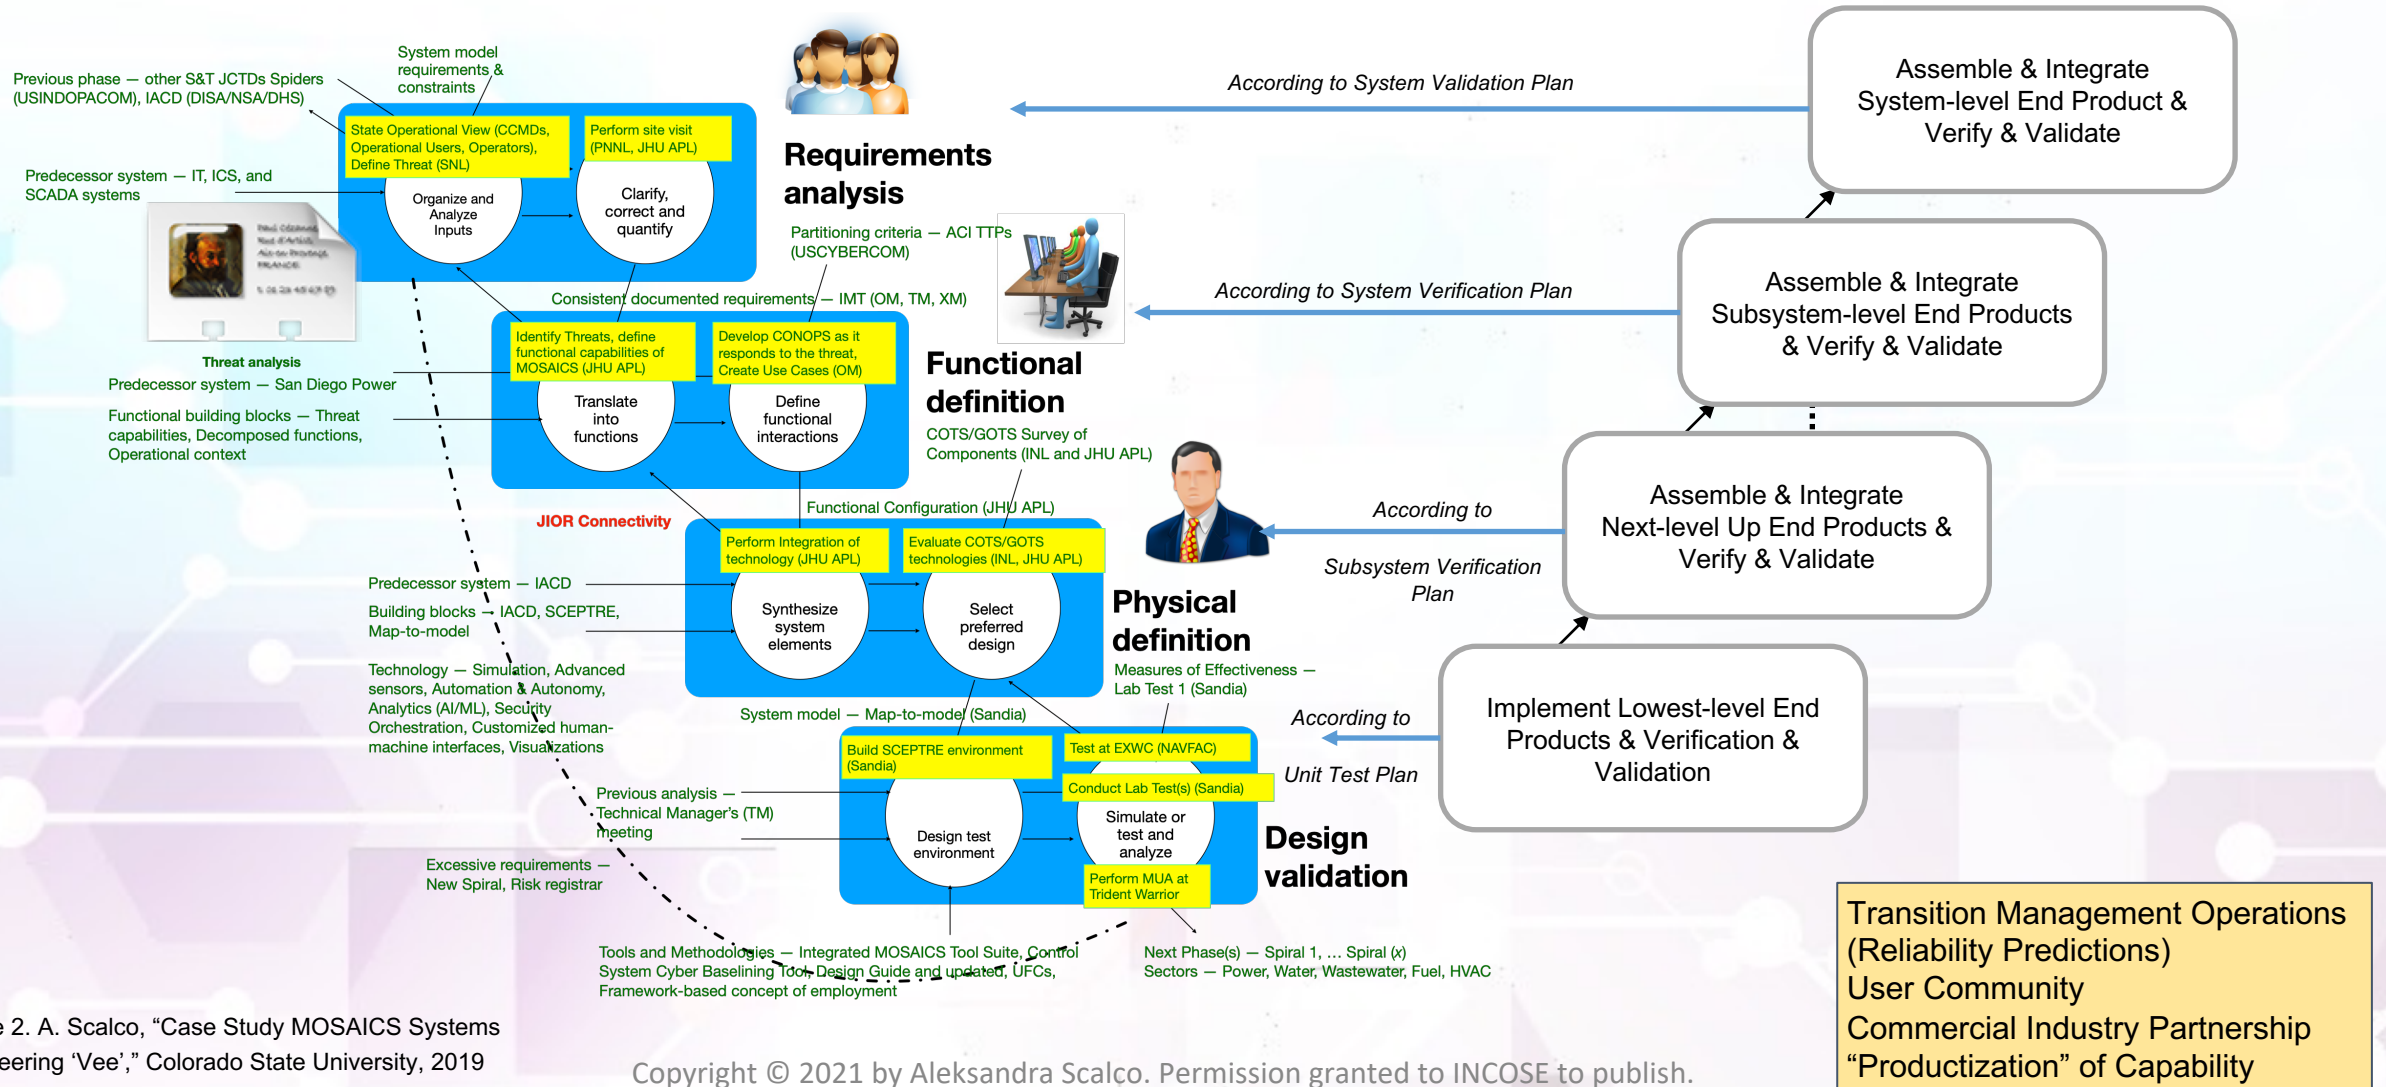 System model
requirements &
constraints
Previous phase — other S&T JCTDs Spiders
(USINDOPACOM), IACD (DISA/NSA/DHS)
State Operational View (CCMDs,
Operational Users, Operators),
Define Threat (SNL)
Perform site visit
(PNNL, JHU APL)
Predecessor system — IT, ICS, and
SCADA systems
Organize and
Analyze
Inputs
Clarify,
correct and
quantify
Requirements
analysis
According to System Validation Plan
Assemble & Integrate
System-level End Product &
Verify & Validate
Paul Cézanne
Aix-en-Provence
FRANCE
Partitioning criteria — ACI TTPs
(USCYBERCOM)
Consistent documented requirements — IMT (OM, TM, XM)
According to System Verification Plan
Assemble & Integrate
Subsystem-level End Products
& Verify & Validate
Identify Threats, define
functional capabilities of
MOSAICS (JHU APL)
Develop CONOPS as it
responds to the threat,
Create Use Cases (OM)
Threat analysis
Predecessor system — San Diego Power
Functional building blocks — Threat
capabilities, Decomposed functions,
Operational context
Translate
into
functions
Define
functional
interactions
Functional
definition
COTS/GOTS Survey of
Components (INL and JHU APL)
Functional Configuration (JHU APL)
JIOR Connectivity
Perform Integration of
technology (JHU APL)
Evaluate COTS/GOTS
technologies (INL, JHU APL)
According to
Subsystem Verification
Plan
Assemble & Integrate
Next-level Up End Products &
Verify & Validate
Predecessor system — IACD
Building blocks — IACD, SCEPTRE,
Map-to-model
Synthesize
system
elements
Select
preferred
design
Physical
definition
Technology — Simulation, Advanced
sensors, Automation & Autonomy,
Analytics (AI/ML), Security
Orchestration, Customized human-
machine interfaces, Visualizations
Measures of Effectiveness —
Lab Test 1 (Sandia)
System model — Map-to-model (Sandia)
According to
Unit Test Plan
Implement Lowest-level End
Products & Verification &
Validation
Build SCEPTRE environment
(Sandia)
Test at EXWC (NAVFAC)
Conduct Lab Test(s) (Sandia)
Previous analysis —
Technical Manager's (TM)
meeting
Design test
environment
Simulate or
test and
analyze
Perform MUA at
Trident Warrior
Design
validation
Excessive requirements —
New Spiral, Risk registrar
Tools and Methodologies — Integrated MOSAICS Tool Suite, Control
System Cyber Baselining Tool, Design Guide and updated, UFCs,
Framework-based concept of employment
Next Phase(s) — Spiral 1, … Spiral (x)
Sectors — Power, Water, Wastewater, Fuel, HVAC
Transition Management Operations
(Reliability Predictions)
User Community
Commercial Industry Partnership
“Productization” of Capability
e 2. A. Scalco, “Case Study MOSAICS Systems
eering ‘Vee’,” Colorado State University, 2019
Copyright © 2021 by Aleksandra Scalco. Permission granted to INCOSE to publish.